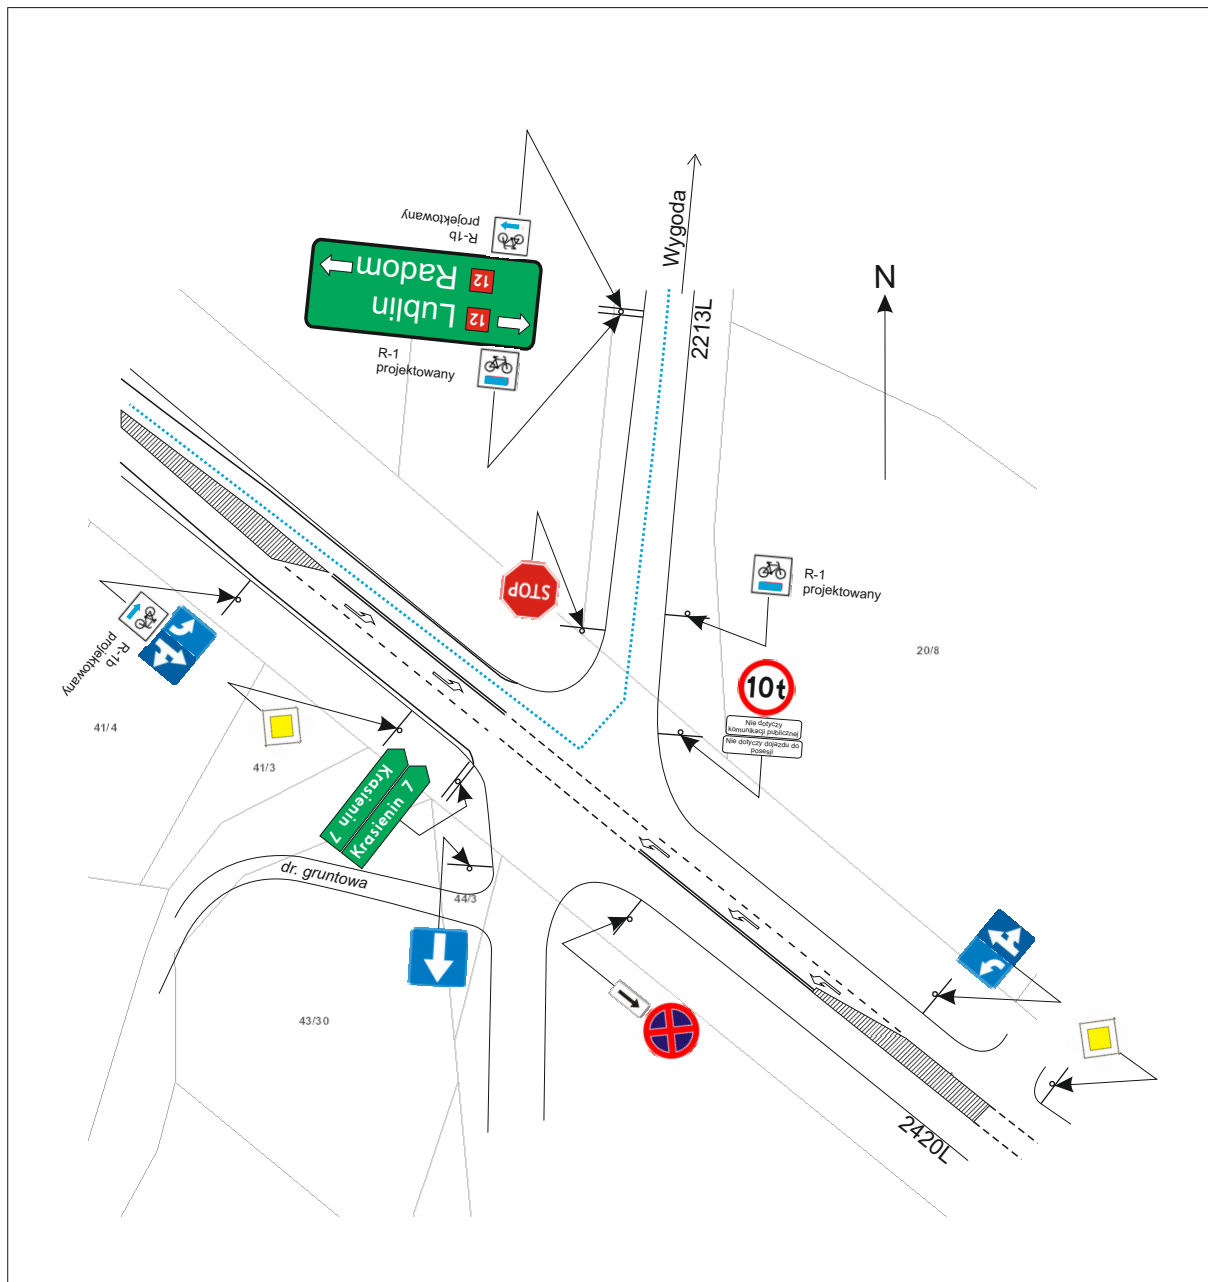 Wygoda
N
R-1b
projektowany
Radom 12
Lublin 12
R-1
projektowany
2213L
STOP
R-1
projektowany
20/8
10t
Nie dotyczy
komunikacji publicznej
Nie dotyczy dojazdu do
posesji
R-1b
projektowany
41/4
41/3
Krasienin 7
Krasienin 7
dr. gruntowa
44/3
43/30
2420L